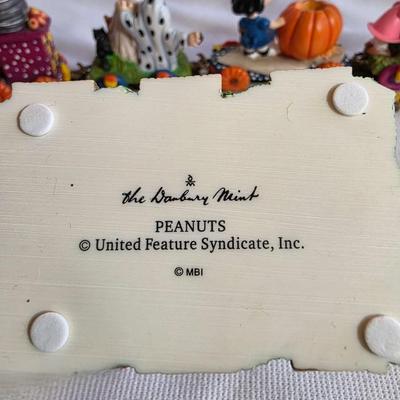 the Danbury Mint
PEANUTS
© United Feature Syndicate, Inc.
© MBI